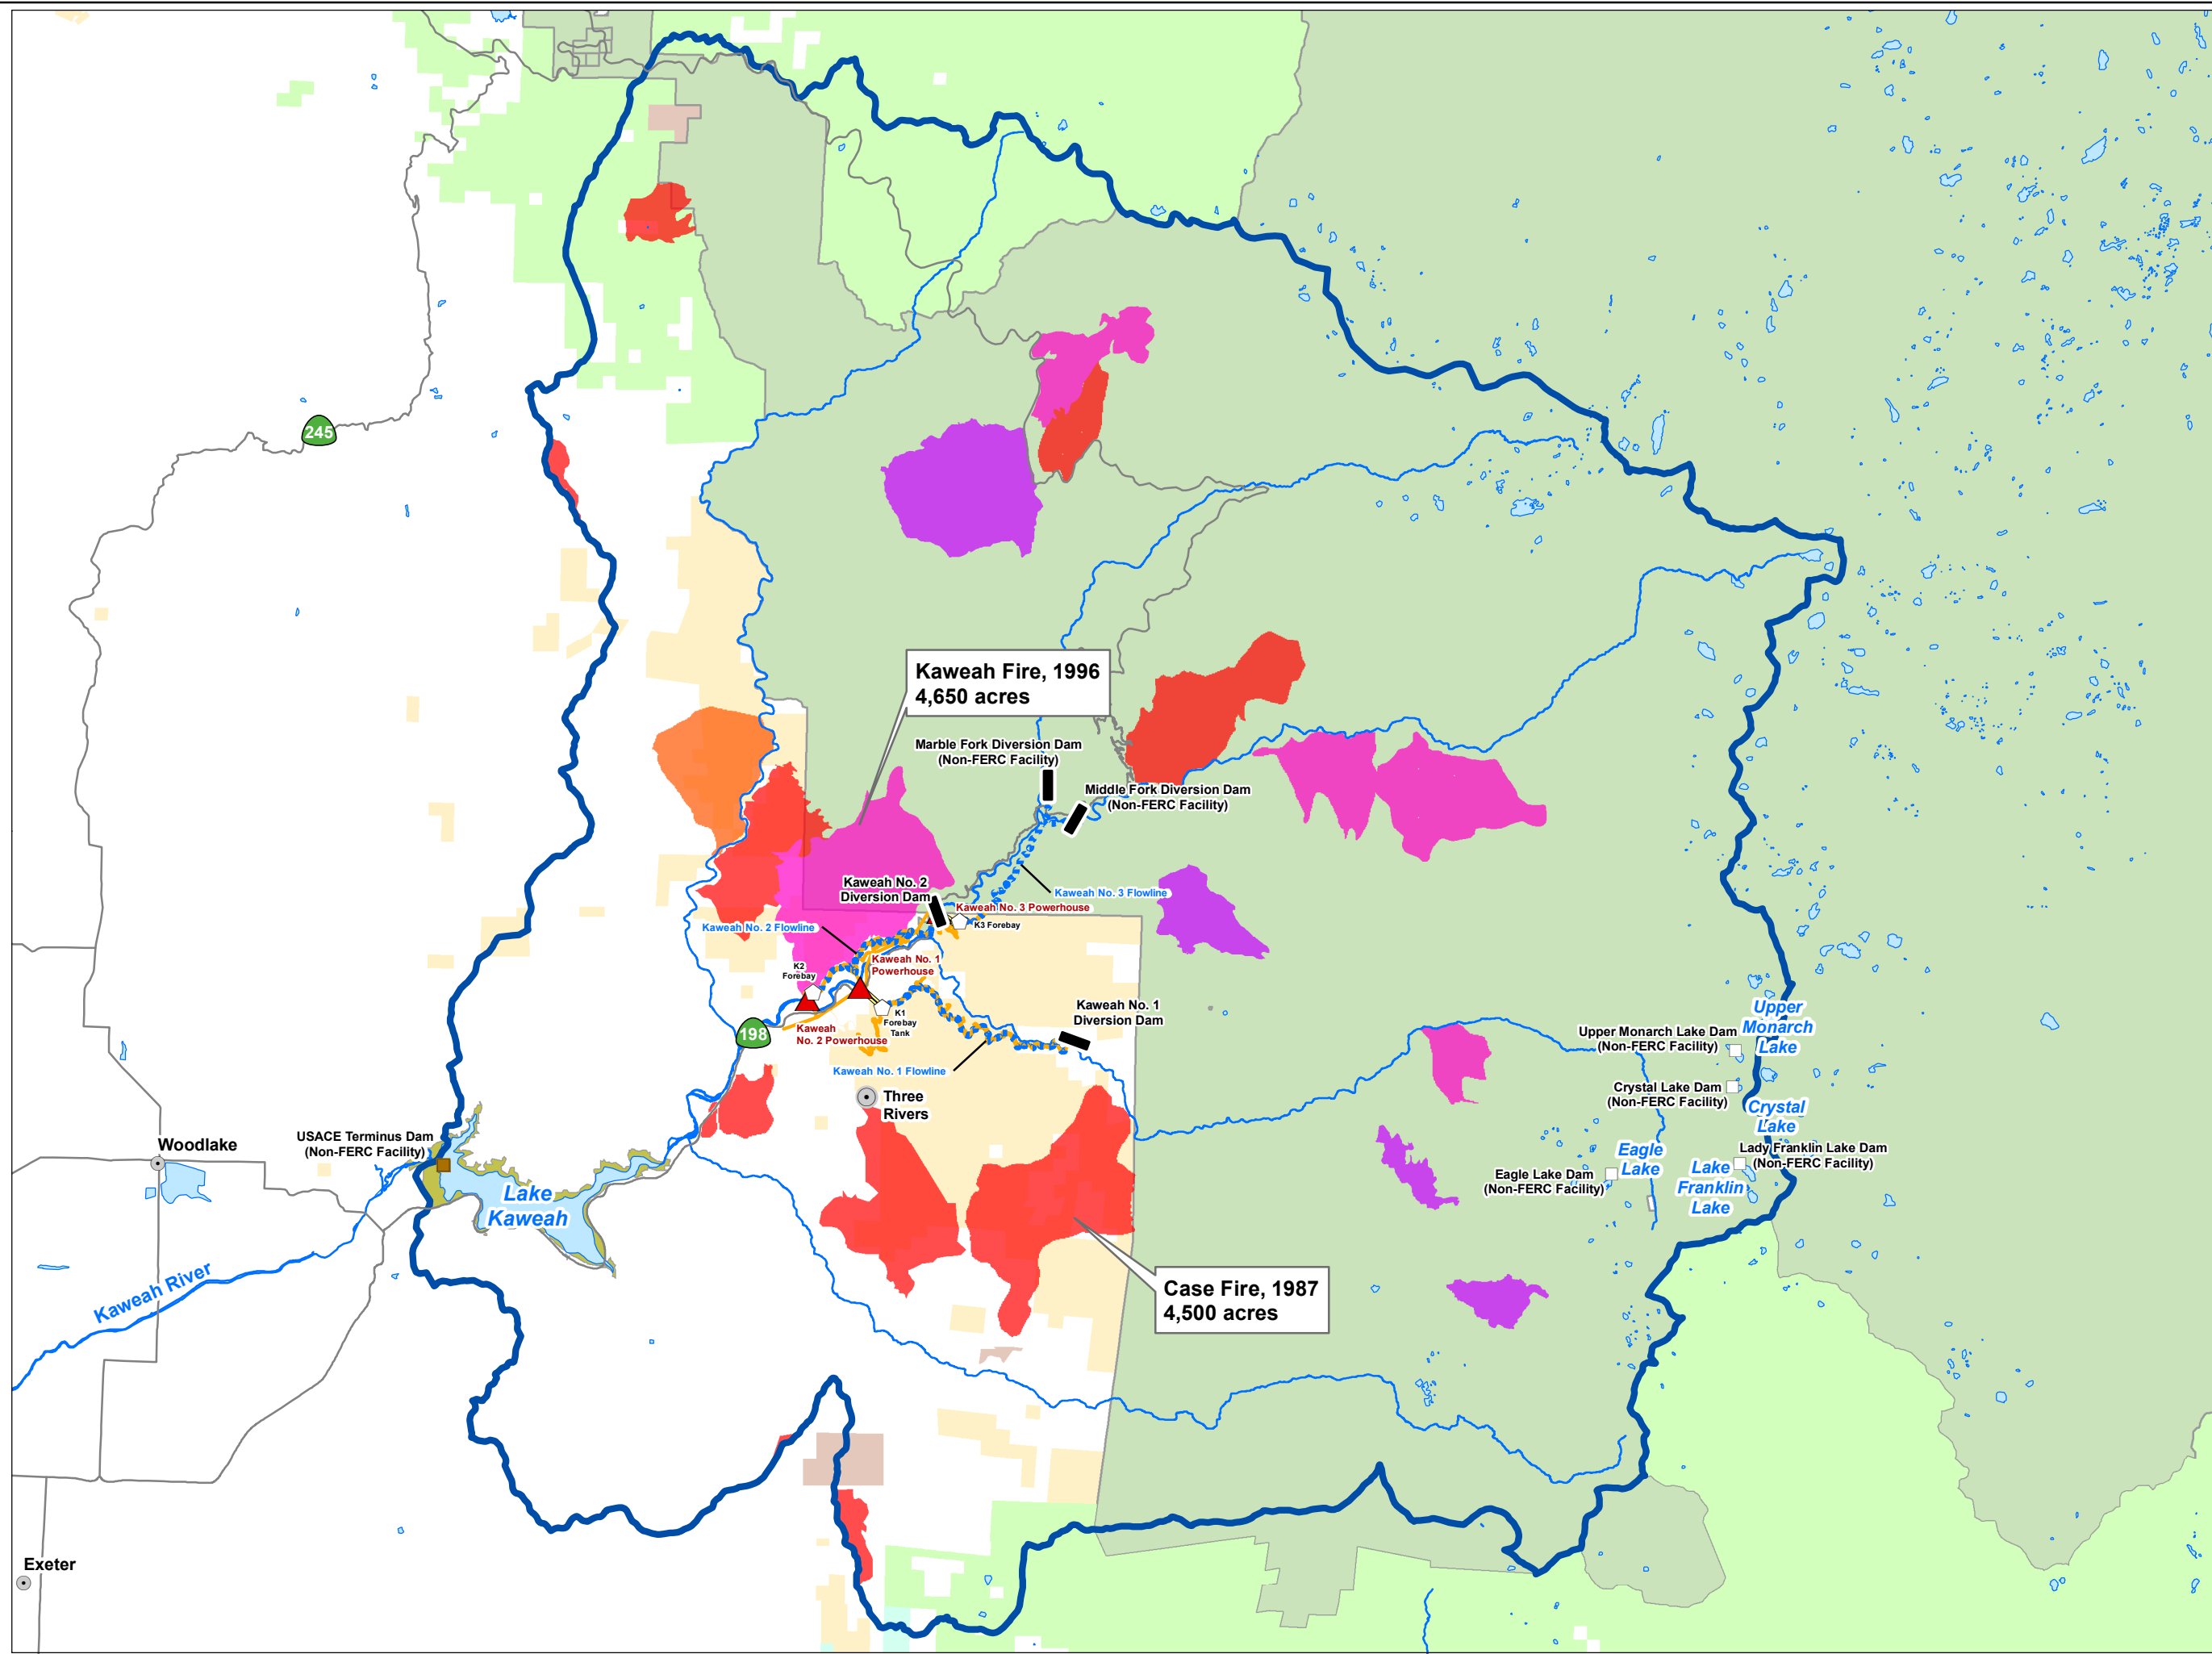 245
Kaweah Fire, 1996
4,650 acres
Marble Fork Diversion Dam
(Non-FERC Facility)
Middle Fork Diversion Dam
(Non-FERC Facility)
Kaweah No. 2
Diversion Dam
Kaweah No. 3 Flowline
Kaweah No. 3 Powerhouse
K3 Forebay
Kaweah No. 2 Flowline
K2
Forebay
Kaweah No. 1
Powerhouse
K1
Forebay
Tank
Kaweah No. 1
Diversion Dam
198
Kaweah
No. 2 Powerhouse
Kaweah No. 1 Flowline
Three
Rivers
Upper
Monarch
Lake
Upper Monarch Lake Dam
(Non-FERC Facility)
Crystal Lake Dam
(Non-FERC Facility)
Crystal
Lake
Lady Franklin Lake Dam
(Non-FERC Facility)
Eagle
Lake
Eagle Lake Dam
(Non-FERC Facility)
Lake
Franklin
Lake
Woodlake
USACE Terminus Dam
(Non-FERC Facility)
Lake
Kaweah
Kaweah River
Case Fire, 1987
4,500 acres
Exeter